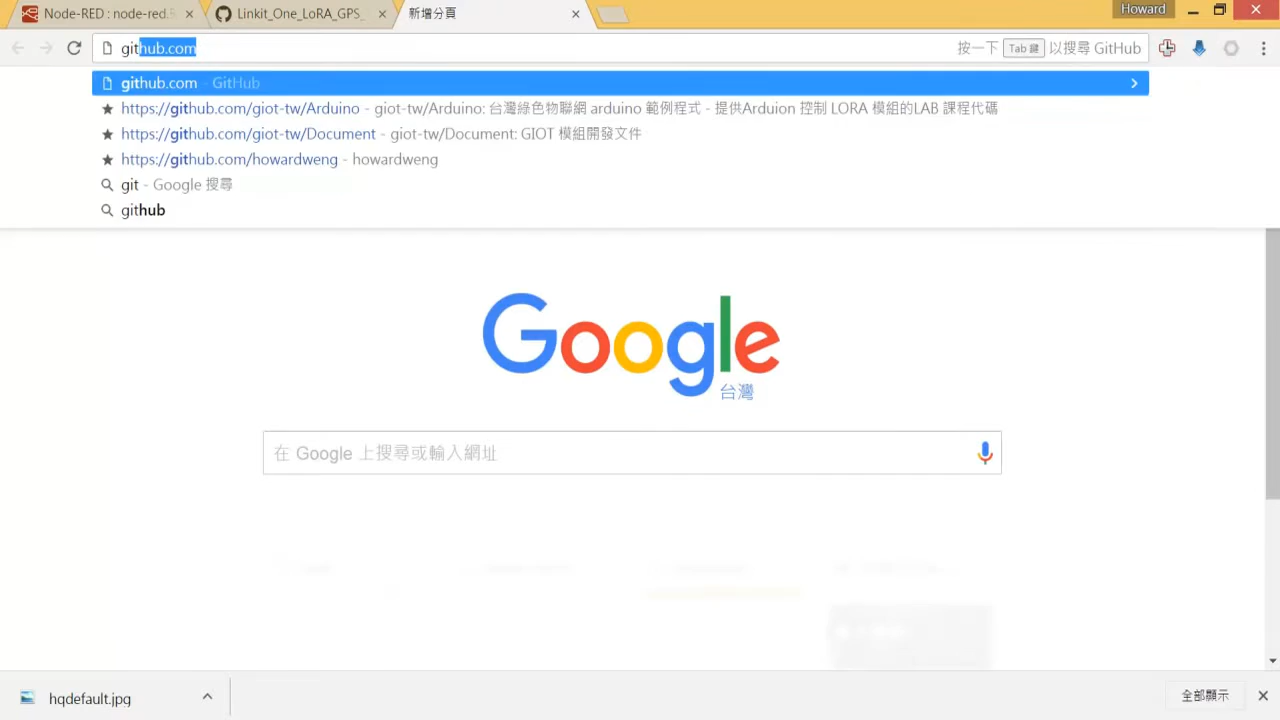 Node-RED : node-red.
Linkit_One_LoRA_GPS_
新增分頁
Howard
github.com
按一下 Tab 鍵 以搜尋 GitHub
github.com - GitHub
https://github.com/giot-tw/Arduino - giot-tw/Arduino: 台灣綠色物聯網 arduino 範例程式 - 提供Arduion 控制 LORA 模組的LAB 課程代碼
https://github.com/giot-tw/Document - giot-tw/Document: GIOT 模組開發文件
https://github.com/howardweng - howardweng
git - Google 搜尋
github
Google
台灣
在 Google 上搜尋或輸入網址
hqdefault.jpg
全部顯示